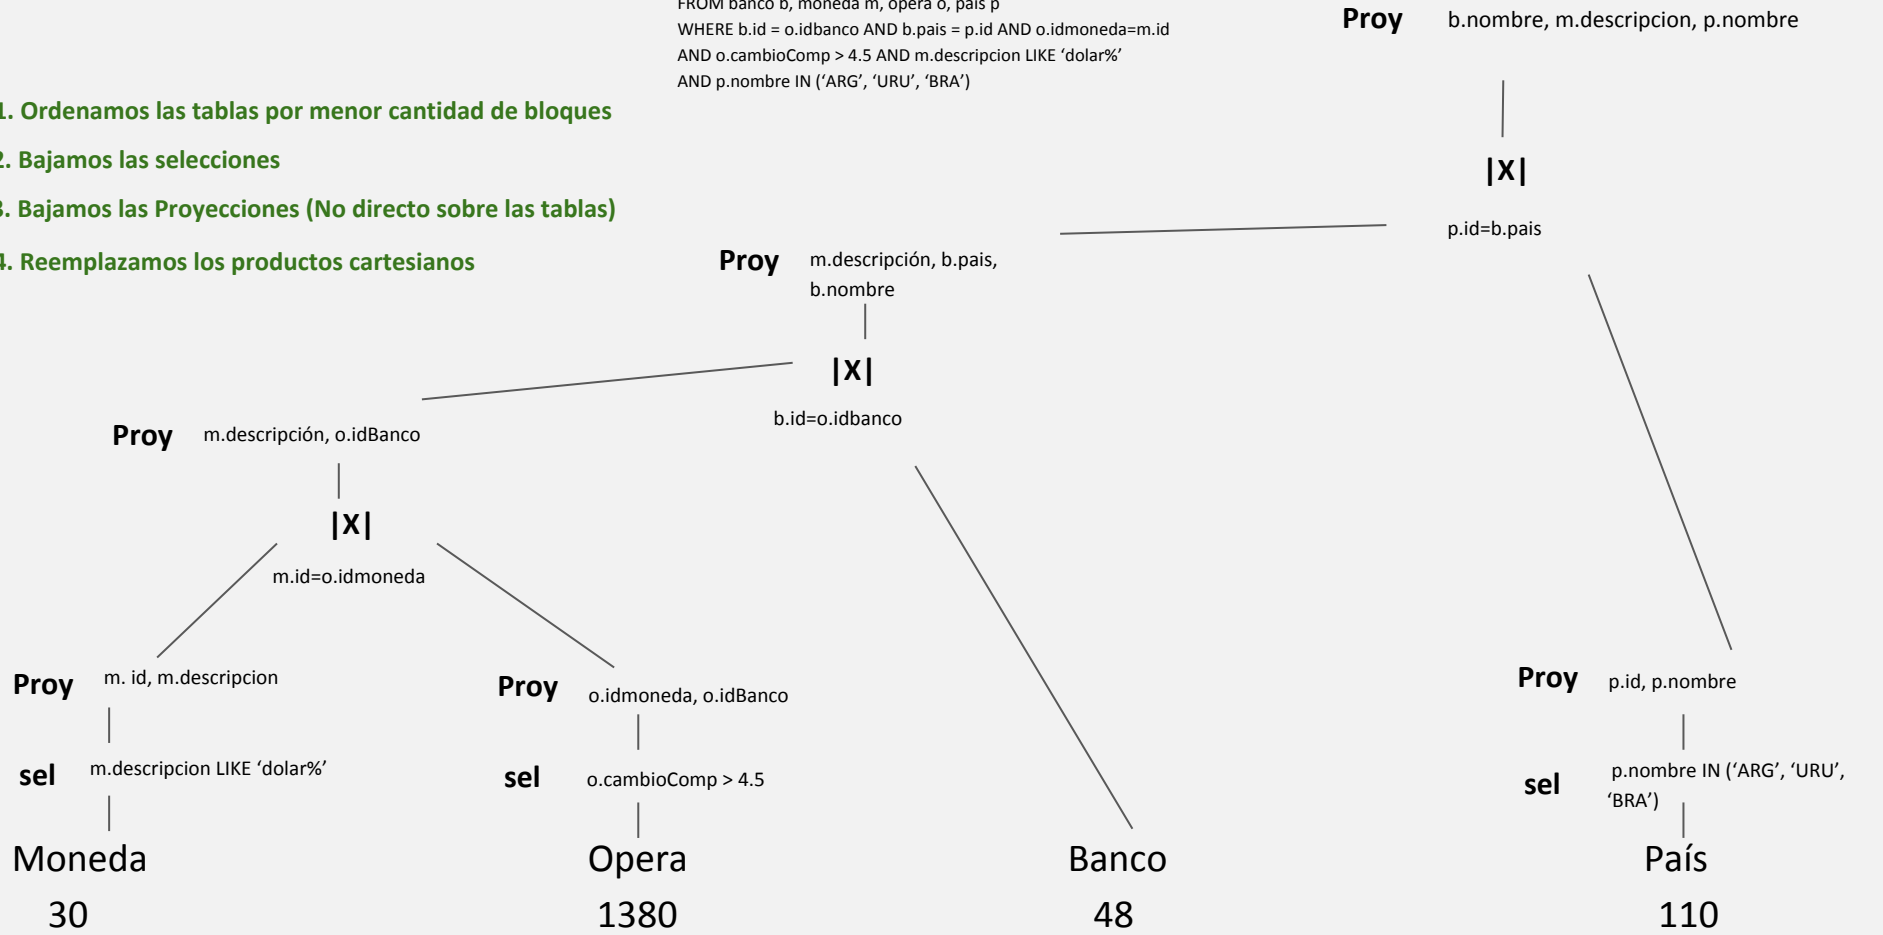 FROM banco b, moneda m, opera o, pais p
WHERE b.id = o.idbanco AND b.pais = p.id AND o.idmoneda=m.id
AND o.cambioComp > 4.5 AND m.descripcion LIKE ‘dolar%’
AND p.nombre IN (‘ARG’, ‘URU’, ‘BRA’)
Proy b.nombre, m.descripcion, p.nombre
1. Ordenamos las tablas por menor cantidad de bloques
2. Bajamos las selecciones
3. Bajamos las Proyecciones (No directo sobre las tablas)
4. Reemplazamos los productos cartesianos
|X|
p.id=b.pais
Proy m.descripción, b.pais,
b.nombre
|X|
b.id=o.idbanco
Proy m.descripción, o.idBanco
|X|
m.id=o.idmoneda
Proy m. id, m.descripcion
Proy o.idmoneda, o.idBanco
Proy p.id, p.nombre
sel m.descripcion LIKE ‘dolar%’
sel o.cambioComp > 4.5
sel p.nombre IN (‘ARG’, ‘URU’,
‘BRA’)
Moneda
Opera
Banco
País
30
1380
48
110